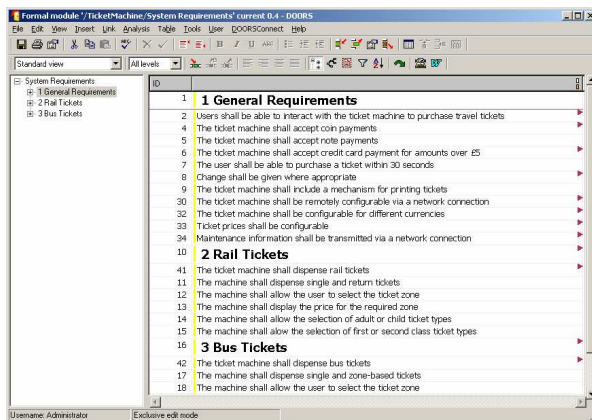 Formal module '/TicketMachine/System Requirements' current 0.4 - DOORS
File Edit View Insert Link Analysis Table Tools User DOORSConnect Help
Standard view All levels
System Requirements
1 General Requirements
2 Rail Tickets
3 Bus Tickets
ID
1 1 General Requirements
2 Users shall be able to interact with the ticket machine to purchase travel tickets
4 The ticket machine shall accept coin payments
5 The ticket machine shall accept note payments
6 The ticket machine shall accept credit card payment for amounts over £5
7 The user shall be able to purchase a ticket within 30 seconds
8 Change shall be given where appropriate
9 The ticket machine shall include a mechanism for printing tickets
30 The ticket machine shall be remotely configurable via a network connection
32 The ticket machine shall be configurable for different currencies
33 Ticket prices shall be configurable
34 Maintenance information shall be transmitted via a network connection
10 2 Rail Tickets
41 The ticket machine shall dispense rail tickets
11 The machine shall dispense single and return tickets
12 The machine shall allow the user to select the ticket zone
13 The machine shall display the price for the required zone
14 The machine shall allow the selection of adult or child ticket types
15 The machine shall allow the selection of first or second class ticket types
16 3 Bus Tickets
42 The ticket machine shall dispense bus tickets
17 The machine shall dispense single and zone-based tickets
18 The machine shall allow the user to select the ticket zone
Username: Administrator Exclusive edit mode